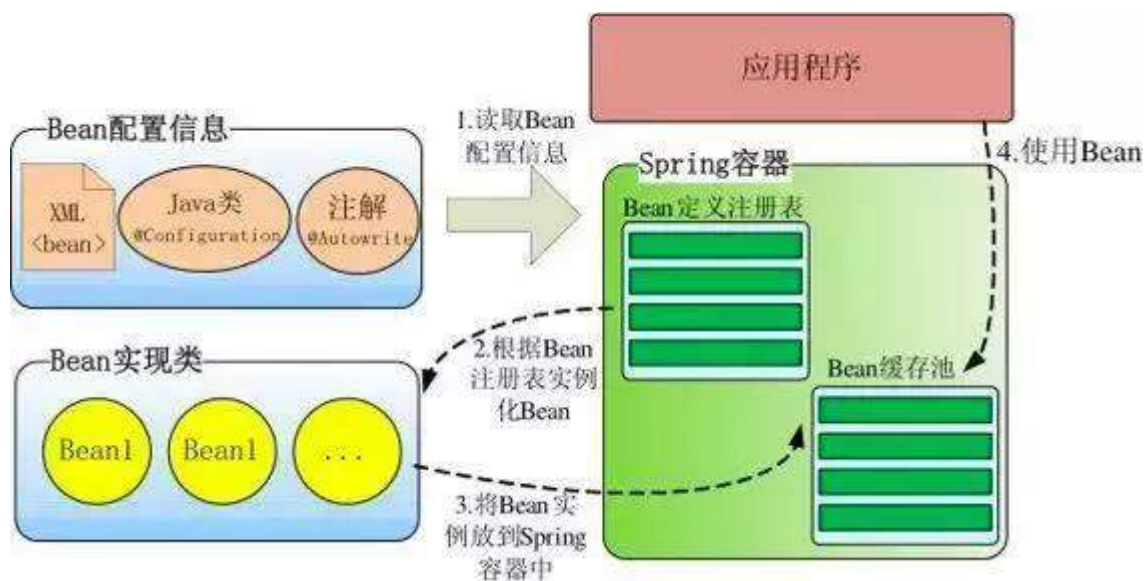 应用程序
Bean配置信息
XML
<bean>
Java类
@Configuration
注解
@Autowrite
1.读取Bean
配置信息
Spring容器
4.使用Bean
Bean定义注册表
2.根据Bean
注册表实例
化Bean
Bean实现类
Bean1
Bean1
...
Bean缓存池
3.将Bean实
例放到Spring
容器中